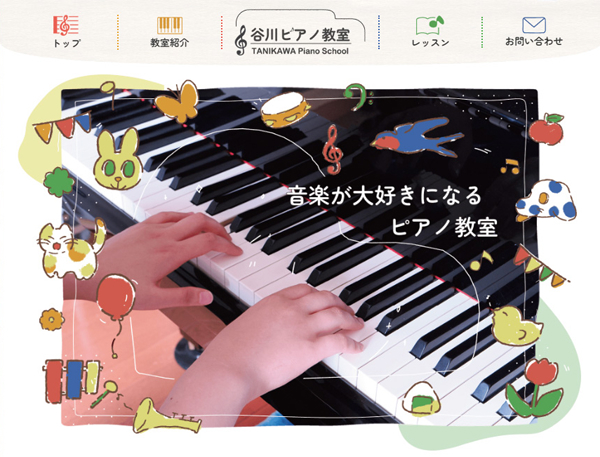 トップ
教室紹介
谷川ピアノ教室
TANIKAWA Piano School
レッスン
お問い合わせ
音楽が大好きになる
ピアノ教室